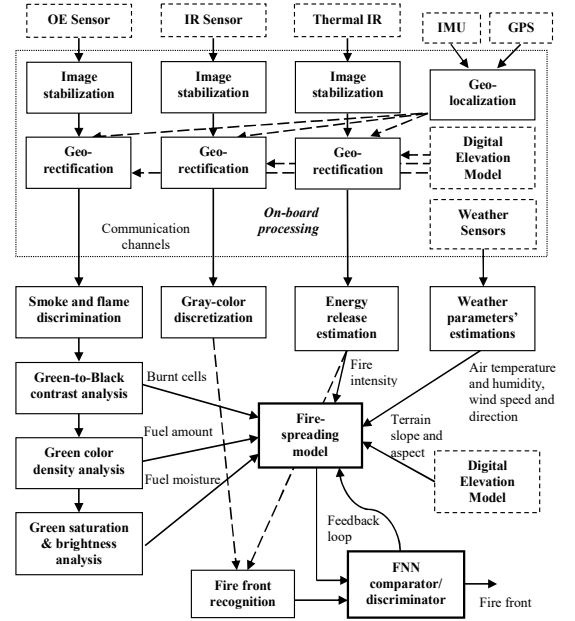 OE Sensor
IR Sensor
Thermal IR
IMU
GPS
Image
stabilization
Image
stabilization
Image
stabilization
Geo-
localization
Geo-
rectification
Geo-
rectification
Geo-
rectification
Digital
Elevation
Model
Communication
channels
On-board
processing
Weather
Sensors
Smoke and flame
discrimination
Gray-color
discretization
Energy
release
estimation
Weather
parameters'
estimations
Green-to-Black
contrast analysis
Burnt cells
Fire
intensity
Air temperature
and humidity,
wind speed and
direction
Fire-
spreading
model
Terrain
slope and
aspect
Fuel amount
Green color
density analysis
Fuel moisture
Digital
Elevation
Model
Green saturation
& brightness
analysis
Feedback
loop
Fire front
recognition
FNN
comparator/
discriminator
Fire front